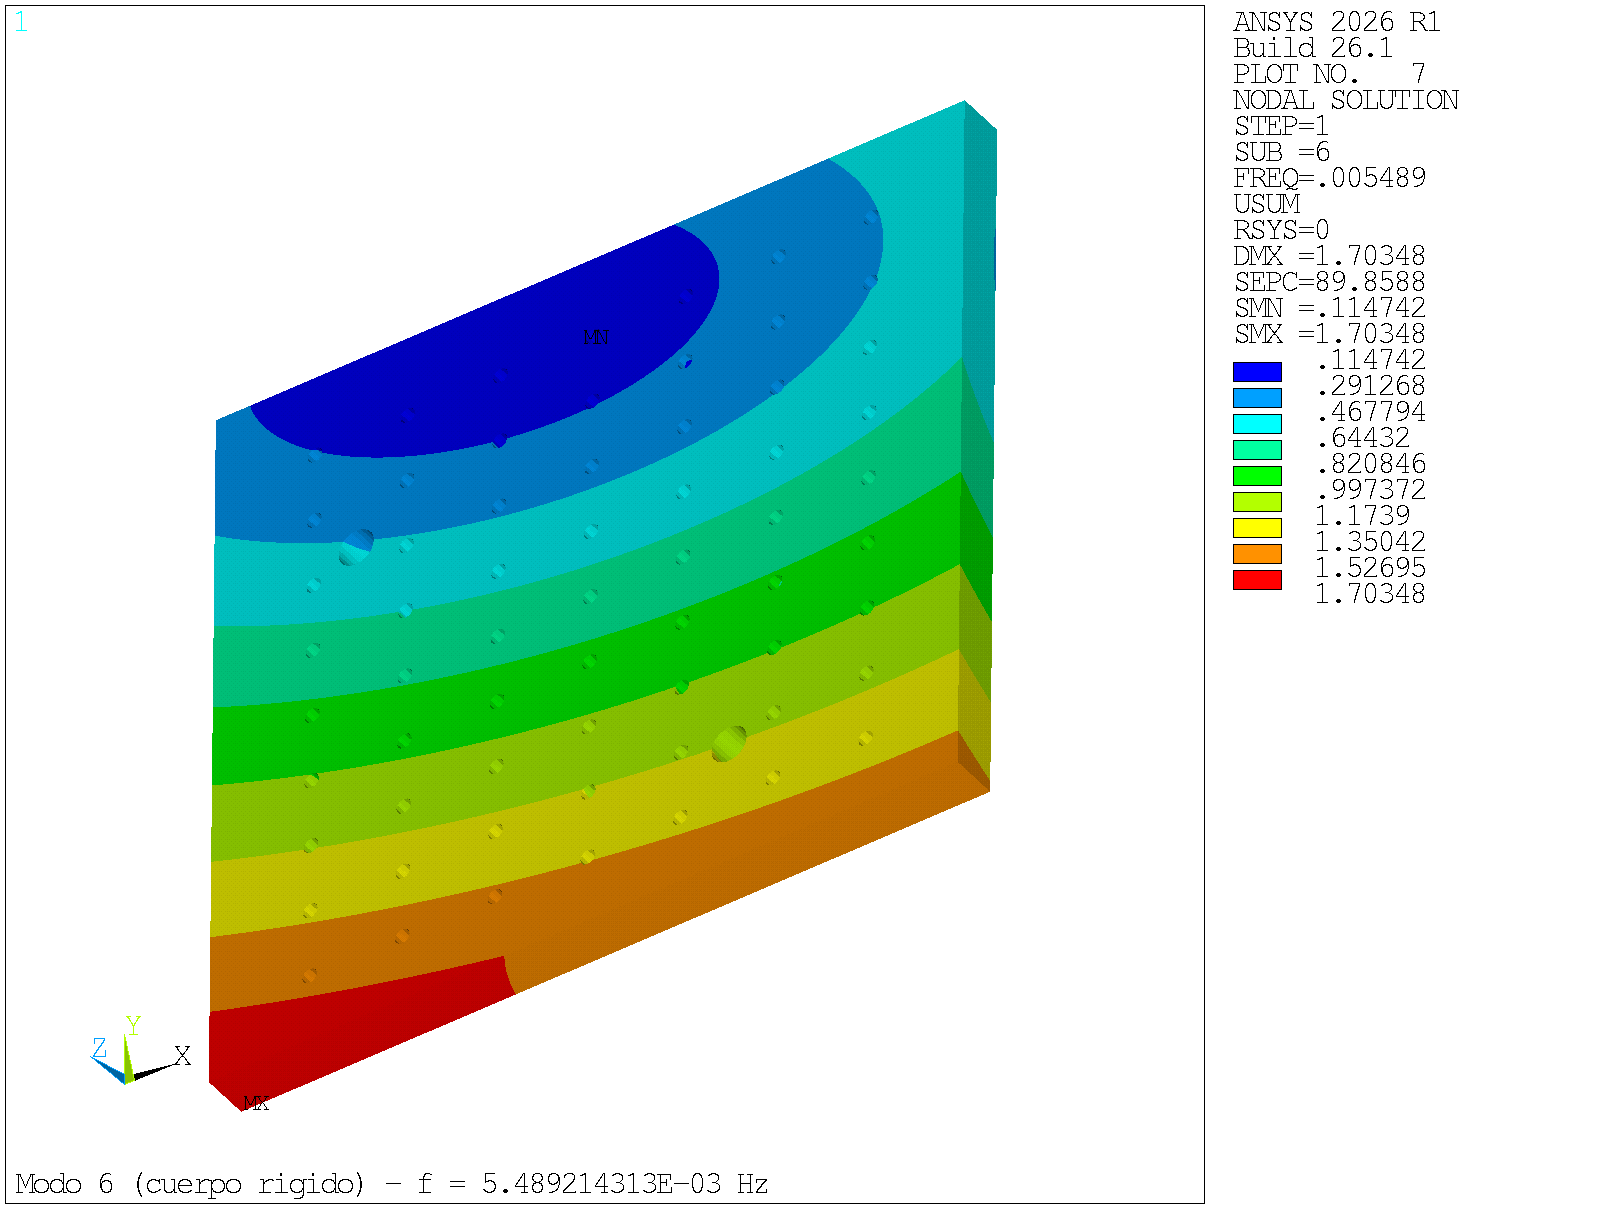 1
ANSYS 2026 R1
Build 26.1
PLOT NO.   7
NODAL SOLUTION
STEP=1
SUB =6
FREQ=.005489
USUM
RSYS=0
DMX =1.70348
SEPC=89.8588
SMN =.114742
SMX =1.70348
.114742
.291268
.467794
.64432
.820846
.997372
1.1739
1.35042
1.52695
1.70348
MN
Z
Y
X
MX
Modo 6 (cuerpo rigido) - f = 5.489214313E-03 Hz